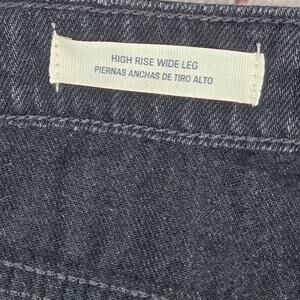 HIGH RISE WIDE LEG
PIERNAS ANCHAS DE TIRO ALTO